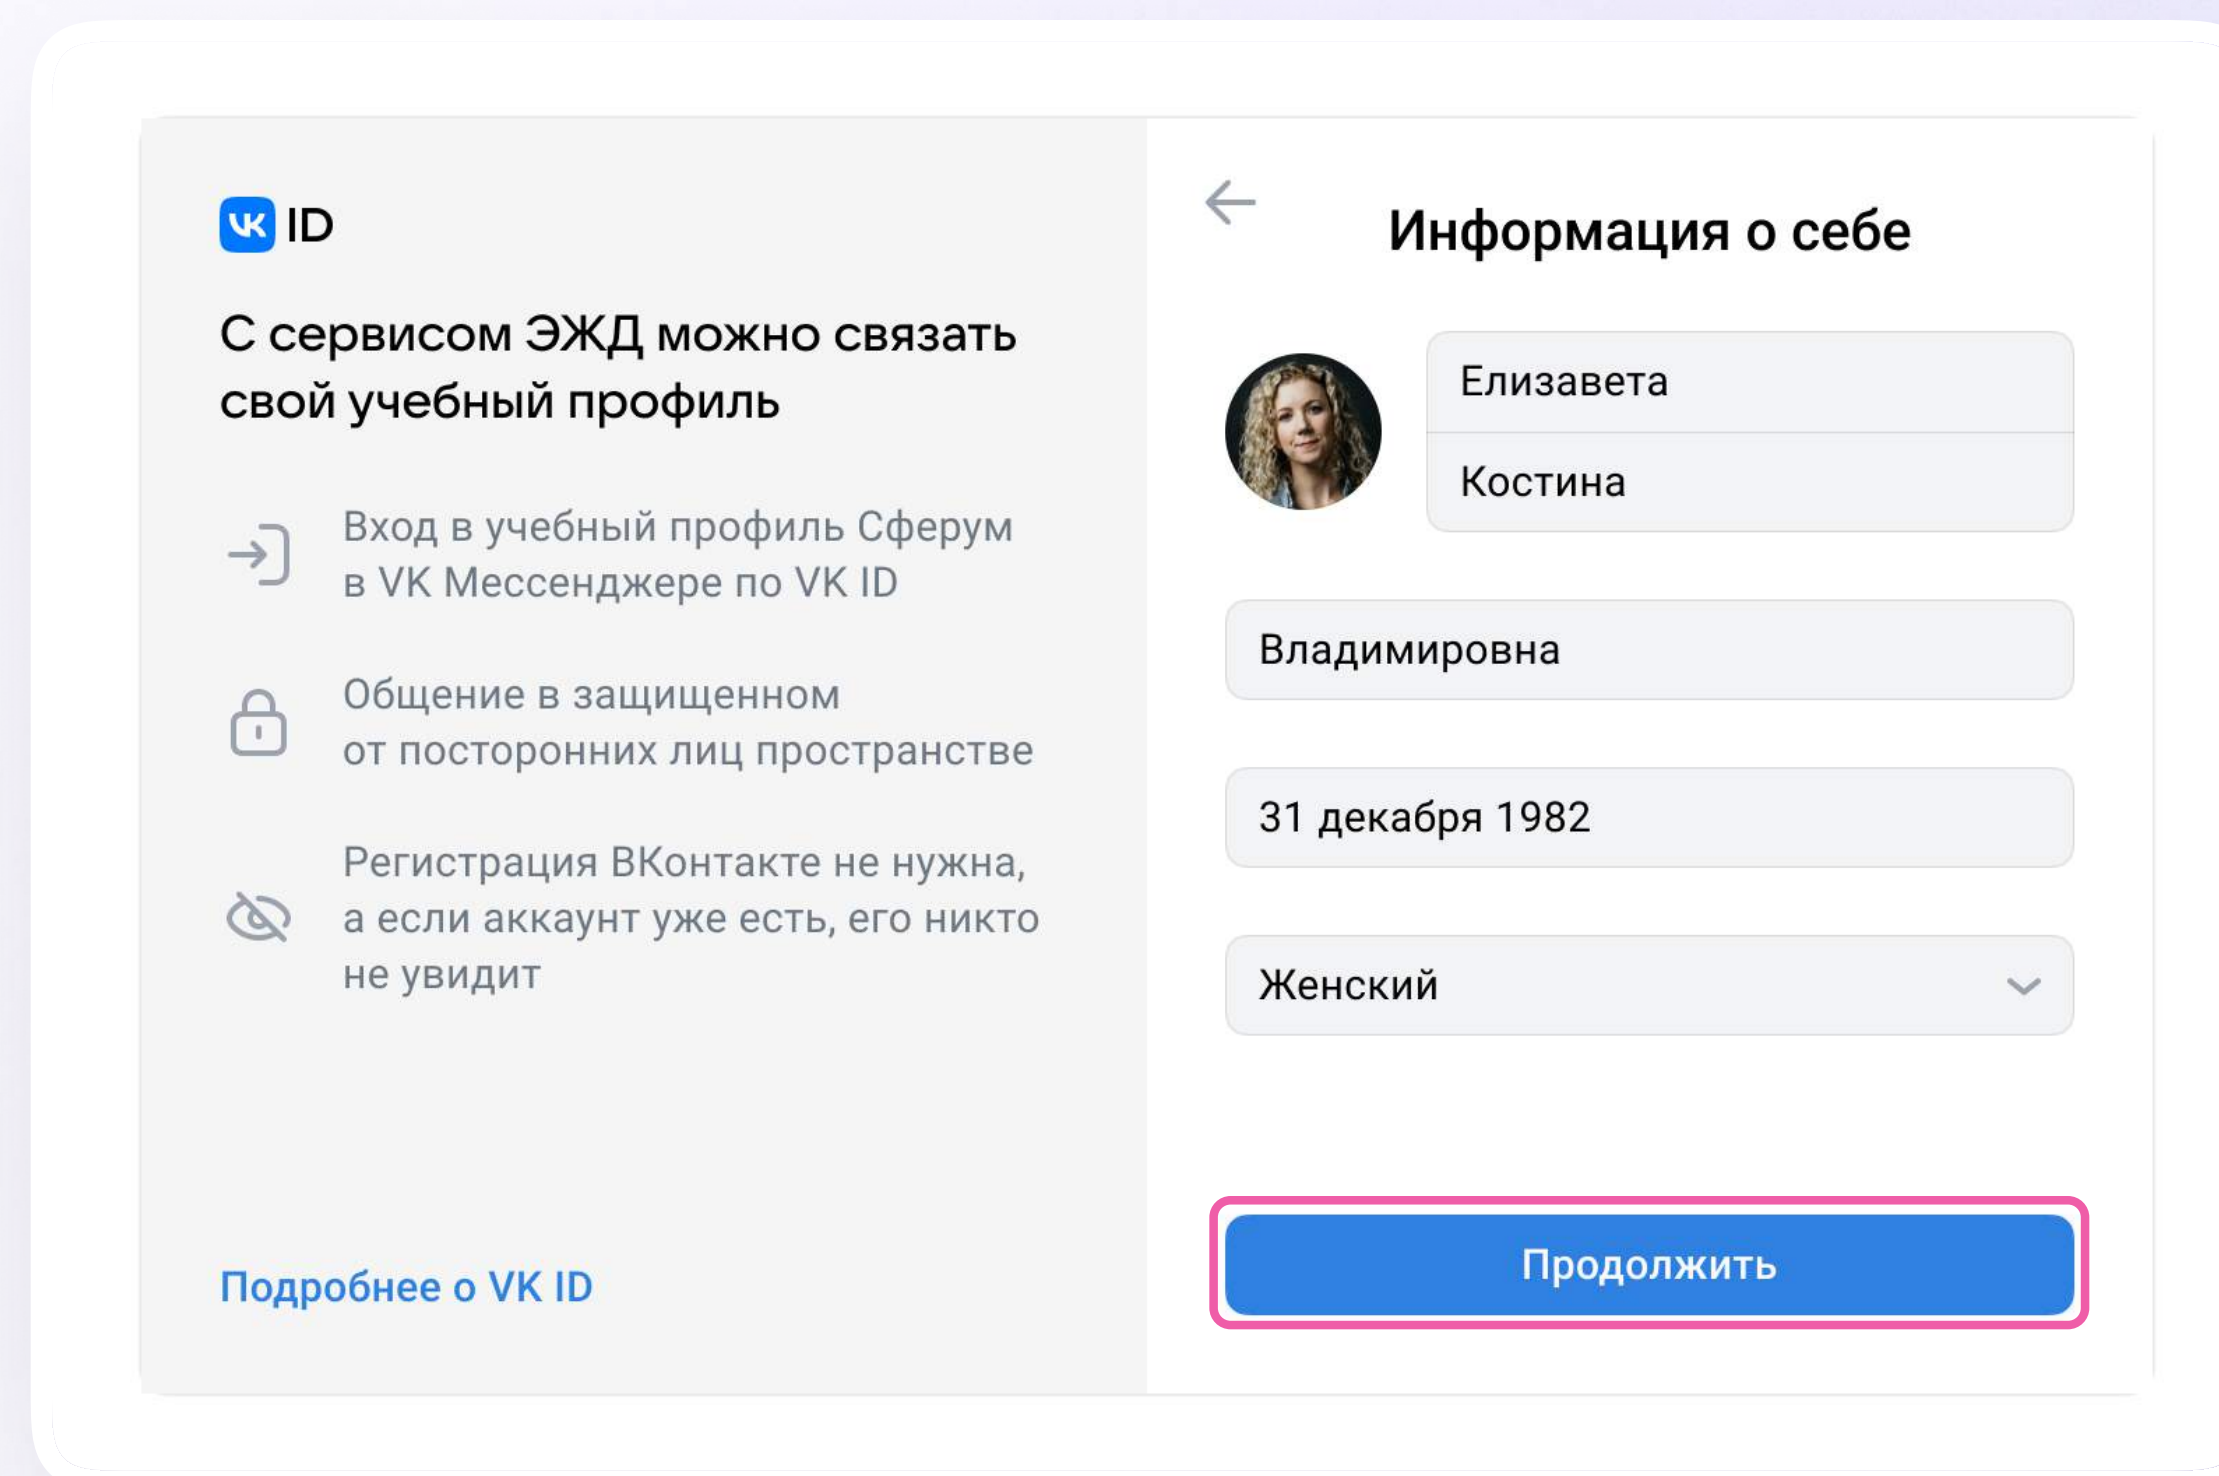 VK ID
С сервисом ЭЖД можно связать
свой учебный профиль
Вход в учебный профиль Сферум
в VK Мессенджере по VK ID
Общение в защищенном
от посторонних лиц пространстве
Регистрация ВКонтакте не нужна,
а если аккаунт уже есть, его никто
не увидит
Подробнее о VK ID
Информация о себе
Елизавета
Костина
Владимировна
31 декабря 1982
Женский
Продолжить